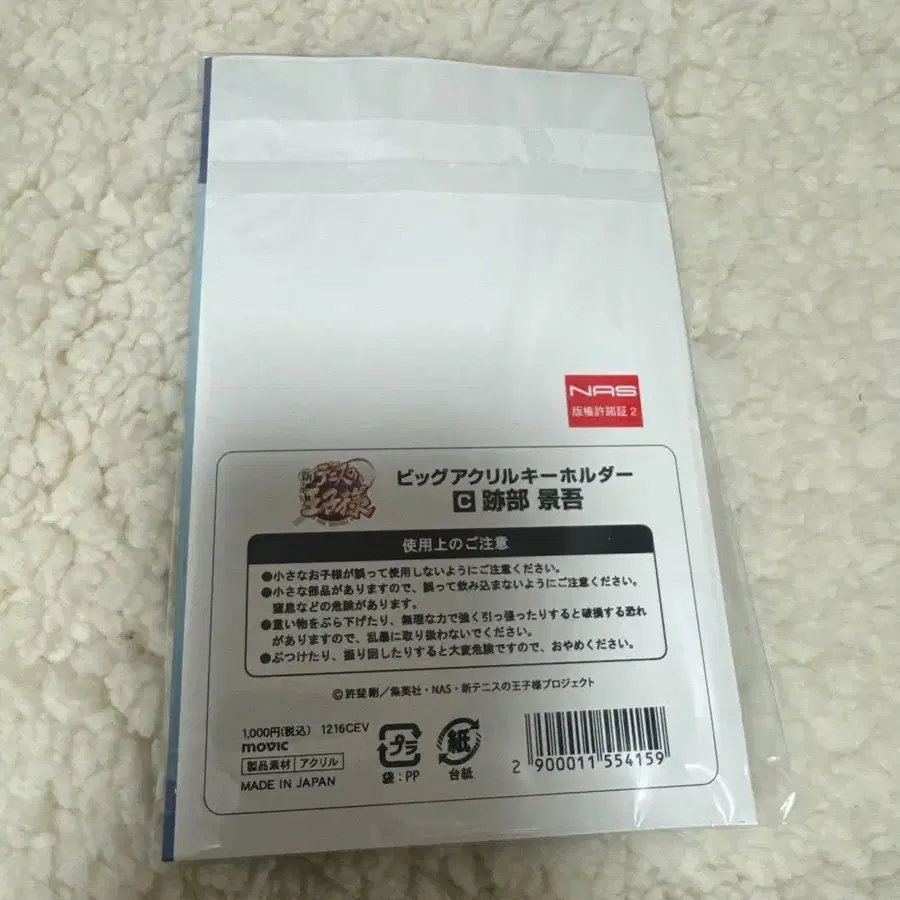 NAS
版権許諾証2
新テニスの
王子様
ビッグアクリルキーホルダー
C 跡部 景吾
使用上のご注意
●小さなお子様が誤って使用しないようにご注意ください。
●小さな部品がありますので、誤って飲み込まないようにご注意ください。
窒息などの危険があります。
●重い物をぶら下げたり、無理な力で強く引っ張ったりすると破損する恐れ
がありますので、乱暴に取り扱わないでください。
●ぶつけたり、振り回したりすると大変危険ですので、おやめください。
©許斐 剛／集英社・NAS・新テニスの王子様プロジェクト
1,000円(税込) 1216CEV
movic
製品素材 アクリル
MADE IN JAPAN
プラ
袋：PP
紙
台紙
2 900011 554159